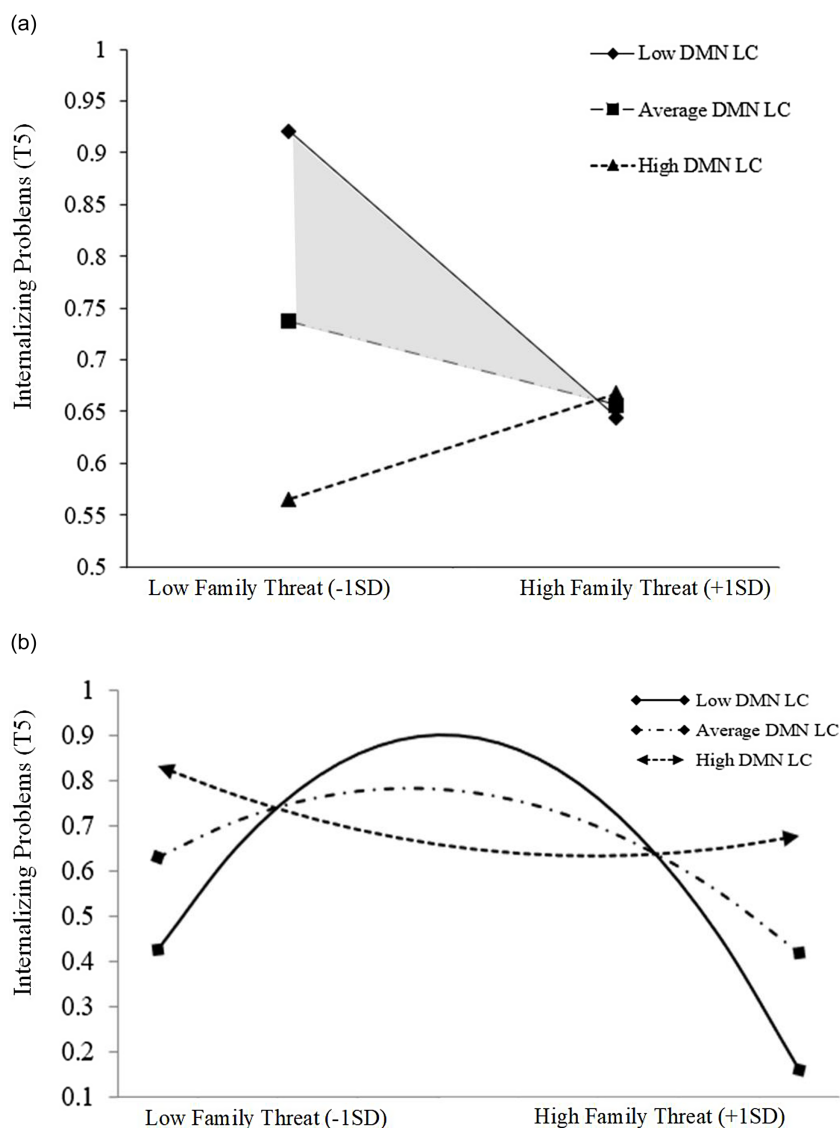 (a)
Internalizing Problems (T5)
1
0.95
0.9
0.85
0.8
0.75
0.7
0.65
0.6
0.55
0.5
Low DMN LC
Average DMN LC
High DMN LC
Low Family Threat (-1SD)
High Family Threat (+1SD)
(b)
Internalizing Problems (T5)
1
0.9
0.8
0.7
0.6
0.5
0.4
0.3
0.2
0.1
Low DMN LC
Average DMN LC
High DMN LC
Low Family Threat (-1SD)
High Family Threat (+1SD)